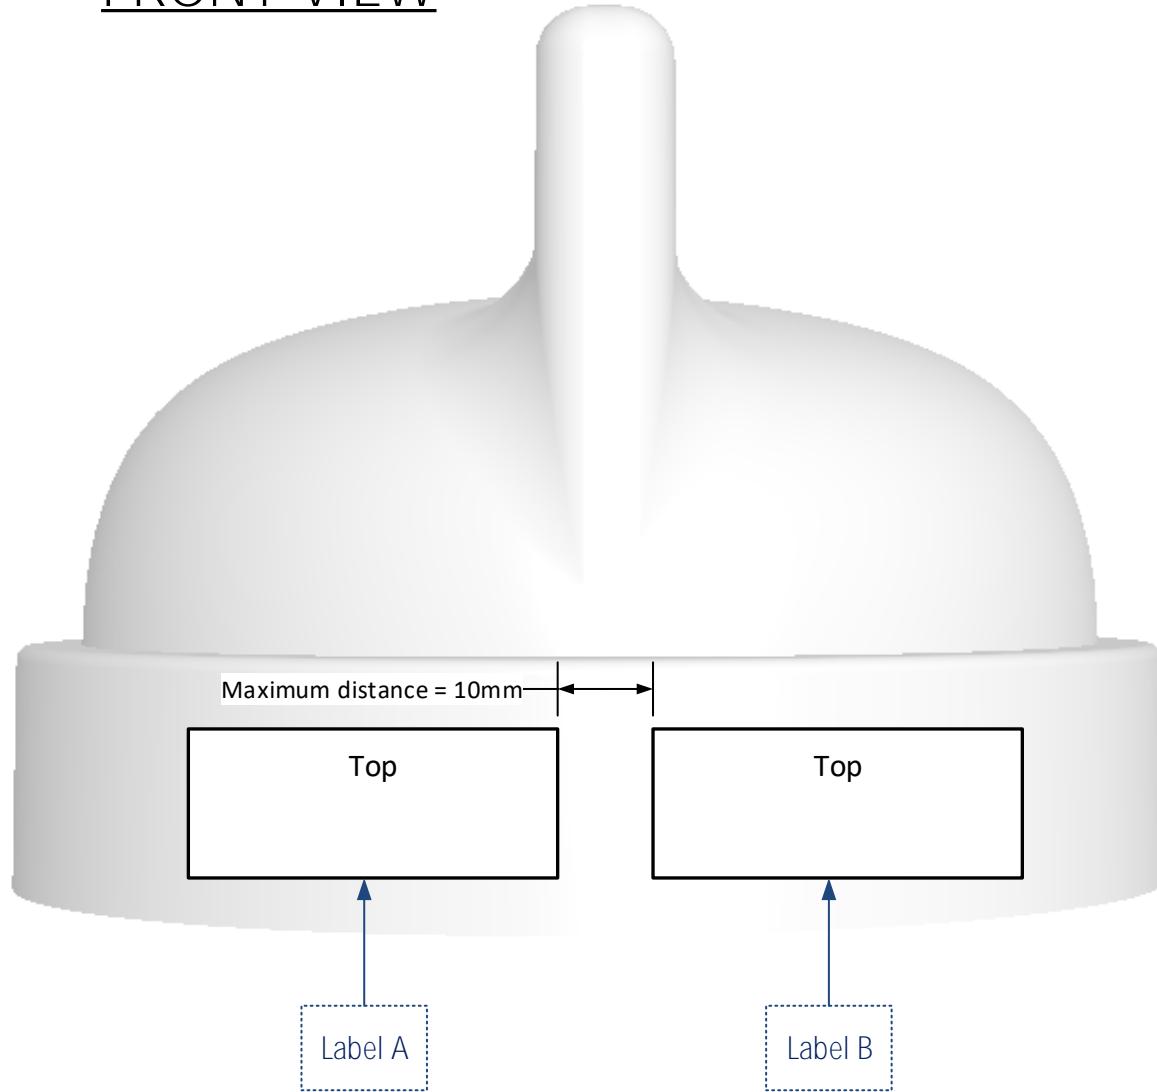 FRONT VIEW
Maximum distance = 10mm
Top
Top
Label A
Label B